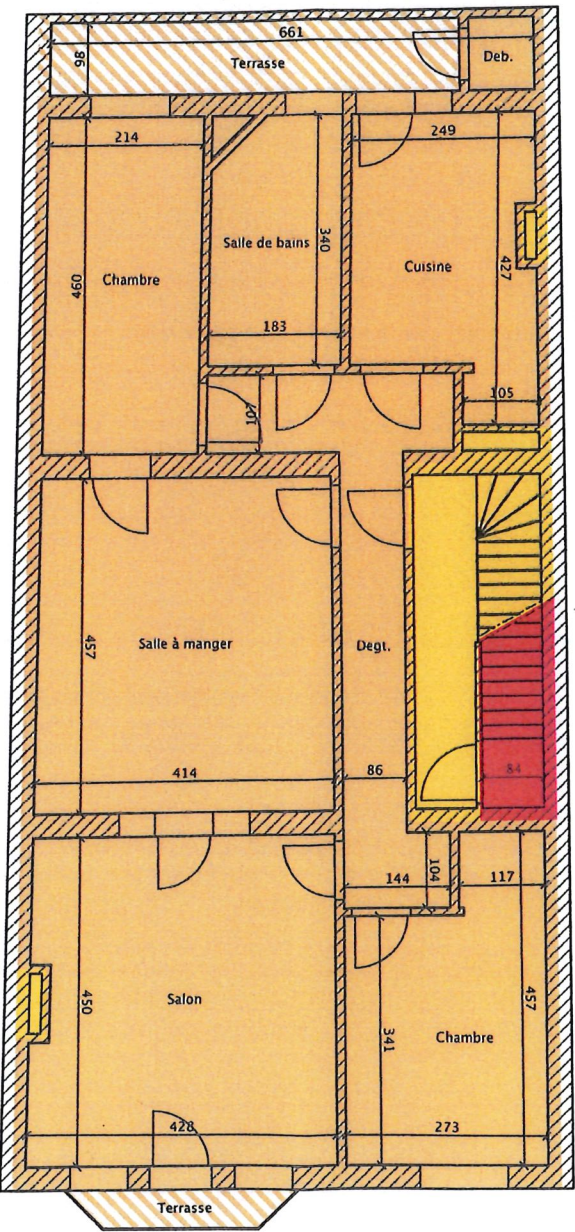 661
98
Terrasse
Deb.
214
249
Salle de bains
340
Cuisine
427
460
Chambre
183
105
107
457
Salle à manger
Degt.
414
86
84
144
104
117
450
Salon
341
Chambre
457
428
273
Terrasse